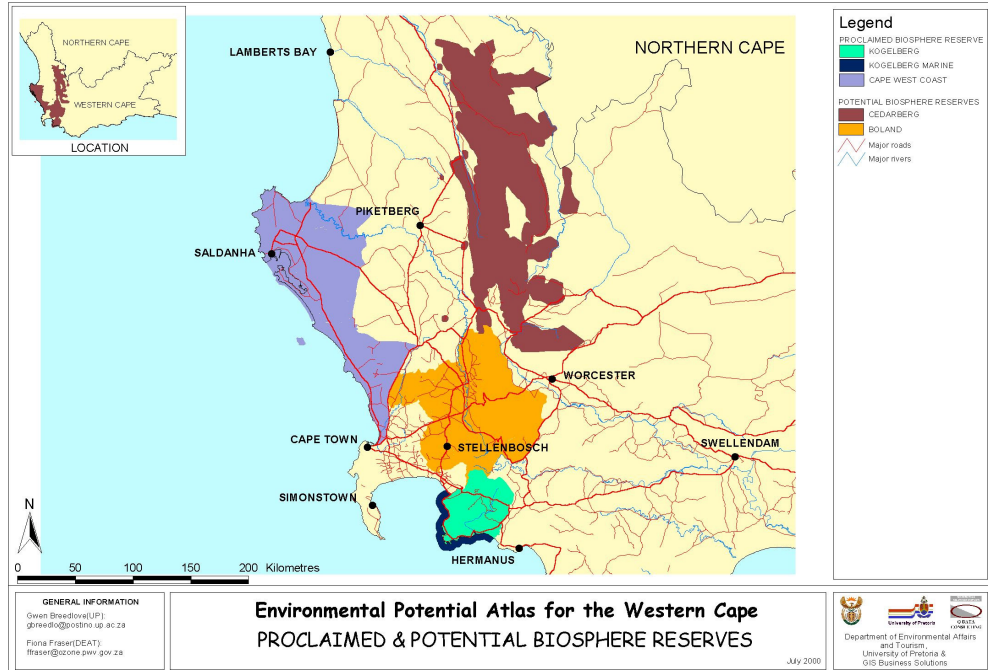 NORTHERN CAPE
WESTERN CAPE
LOCATION
LAMBERTS BAY
NORTHERN CAPE
PIKETBERG
SALDANHA
WORCESTER
CAPE TOWN
STELLENBOSCH
SWELLENDAM
SIMONSTOWN
HERMANUS
N
0 50 100 150 200 Kilometres
Legend
PROCLAIMED BIOSPHERE RESERVE
KOGELBERG
KOGELBERG MARINE
CAPE WEST COAST
POTENTIAL BIOSPHERE RESERVES
CEDARBERG
BOLAND
Major roads
Major rivers
GENERAL INFORMATION
Gwen Breedlove(UP):
gbreedlo@postino.up.ac.za
Fiona Fraser(DEAT):
ffraser@ozone.pwv.gov.za
Environmental Potential Atlas for the Western Cape
PROCLAIMED & POTENTIAL BIOSPHERE RESERVES
July 2000
University of Pretoria
CONSULTING
Department of Environmental Affairs
and Tourism,
University of Pretoria &
GIS Business Solutions